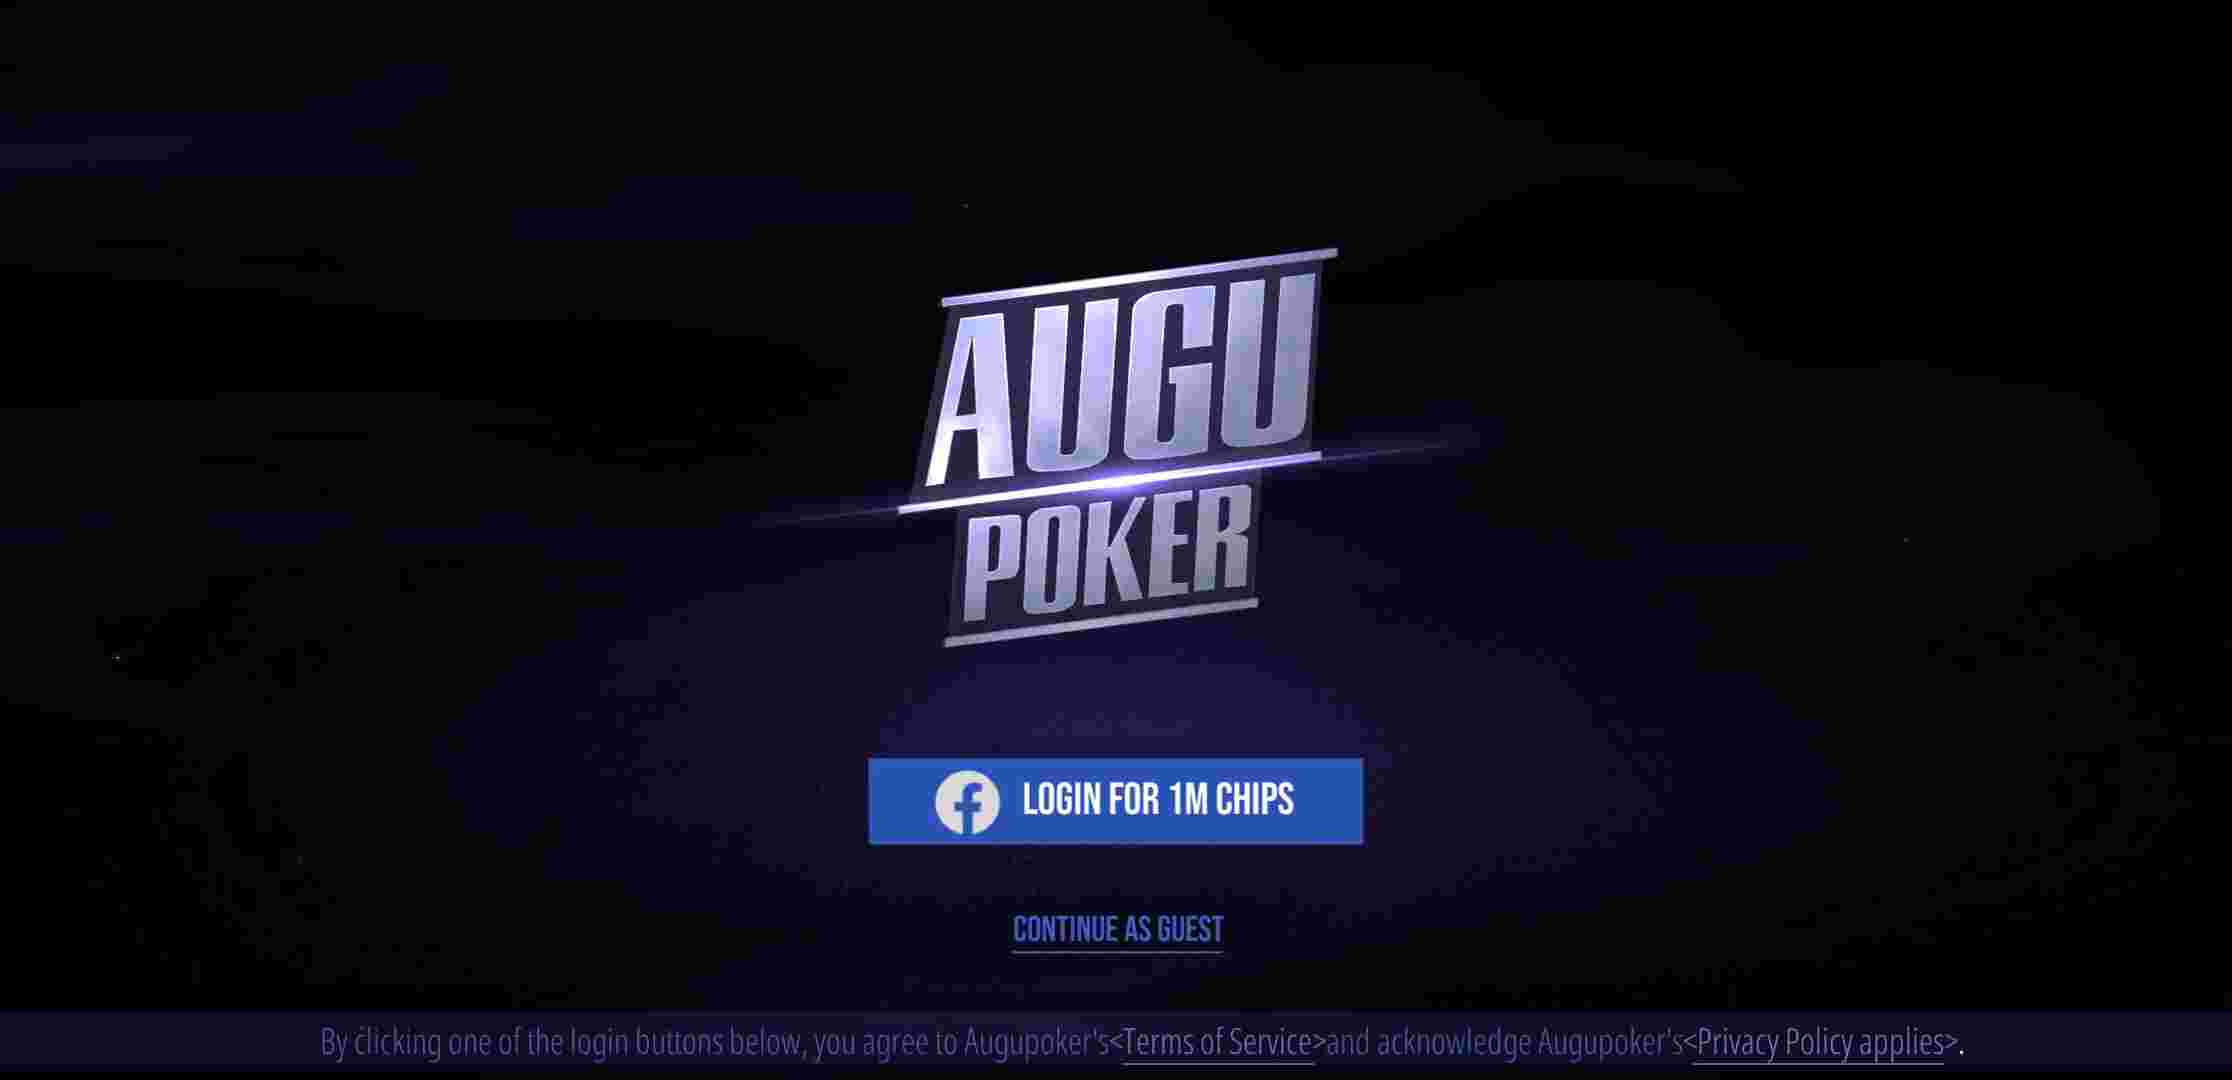 AUGU
POKER
LOGIN FOR 1M CHIPS
CONTINUE AS GUEST
By clicking one of the login buttons below, you agree to Augupoker's<Terms of Service>and acknowledge Augupoker's<Privacy Policy applies>.